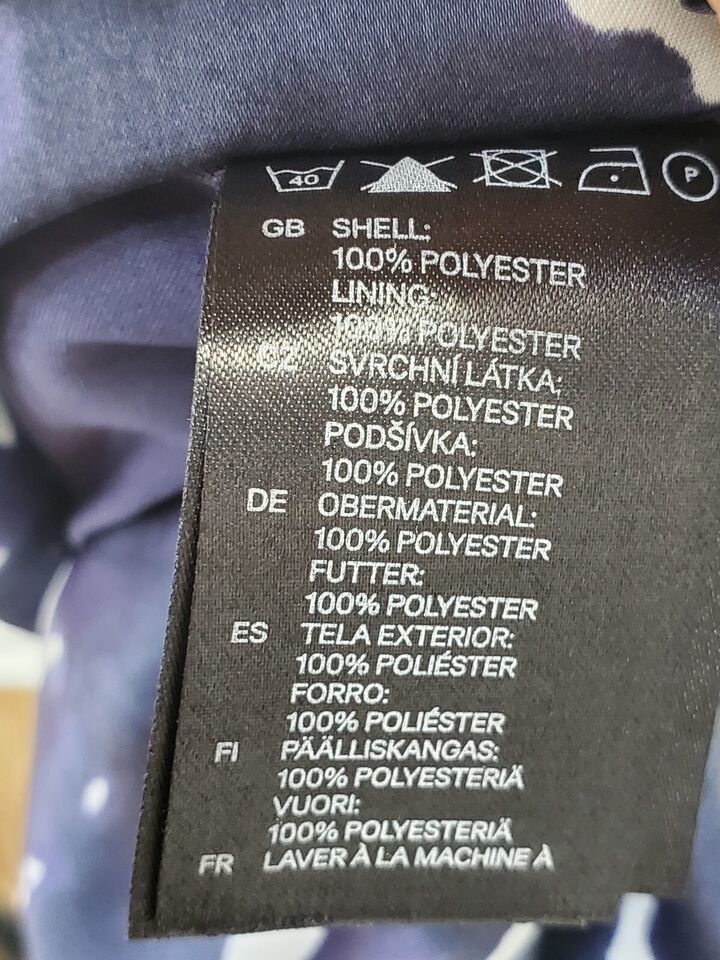 40 P
GB SHELL:
100% POLYESTER
LINING:
100% POLYESTER
CZ SVRCHNÍ LÁTKA:
100% POLYESTER
PODŠÍVKA:
100% POLYESTER
DE OBERMATERIAL:
100% POLYESTER
FUTTER:
100% POLYESTER
ES TELA EXTERIOR:
100% POLIÉSTER
FORRO:
100% POLIÉSTER
FI PÄÄLLISKANGAS:
100% POLYESTERIÄ
VUORI:
100% POLYESTERIÄ
FR LAVER À LA MACHINE À